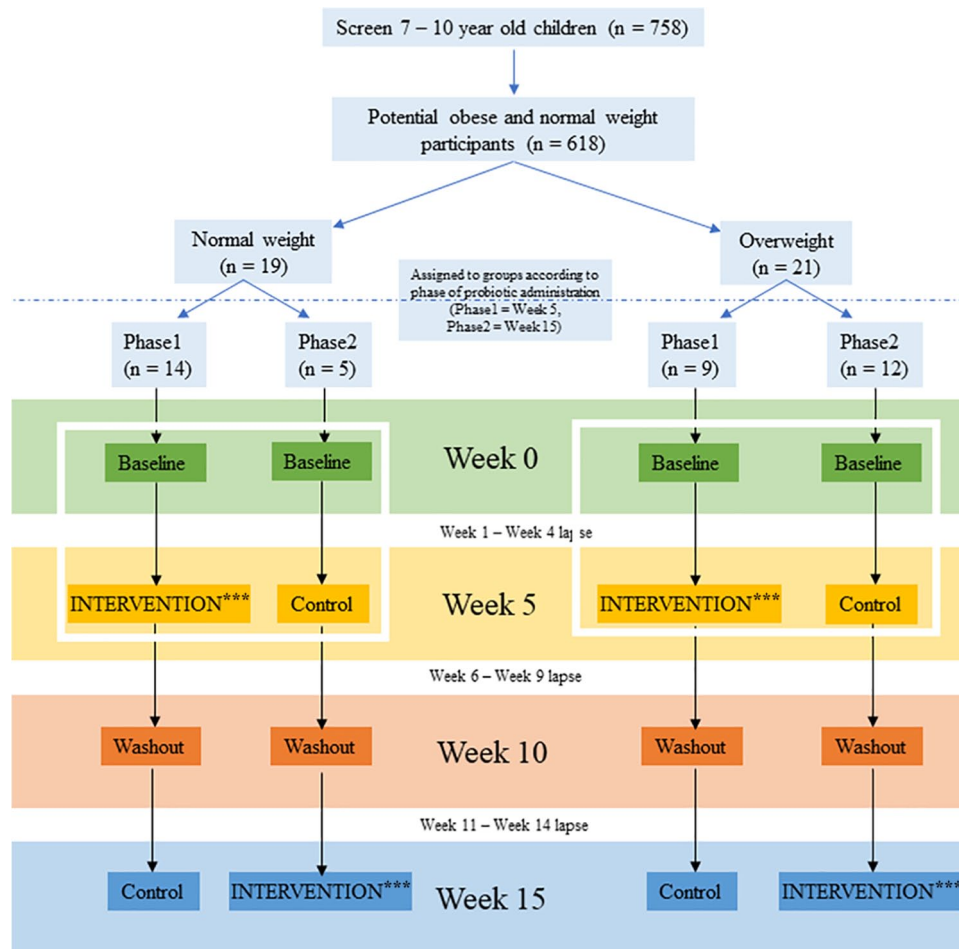 Screen 7 – 10 year old children (n = 758)
Potential obese and normal weight
participants (n = 618)
Normal weight
(n = 19)
Overweight
(n = 21)
Assigned to groups according to
phase of probiotic administration
(Phase1 = Week 5,
Phase2 = Week 15)
Phase1
(n = 14)
Phase2
(n = 5)
Phase1
(n = 9)
Phase2
(n = 12)
Baseline
Baseline
Week 0
Baseline
Baseline
Week 1 – Week 4 lapse
INTERVENTION***
Control
Week 5
INTERVENTION***
Control
Week 6 – Week 9 lapse
Washout
Washout
Week 10
Washout
Washout
Week 11 – Week 14 lapse
Control
INTERVENTION***
Week 15
Control
INTERVENTION***